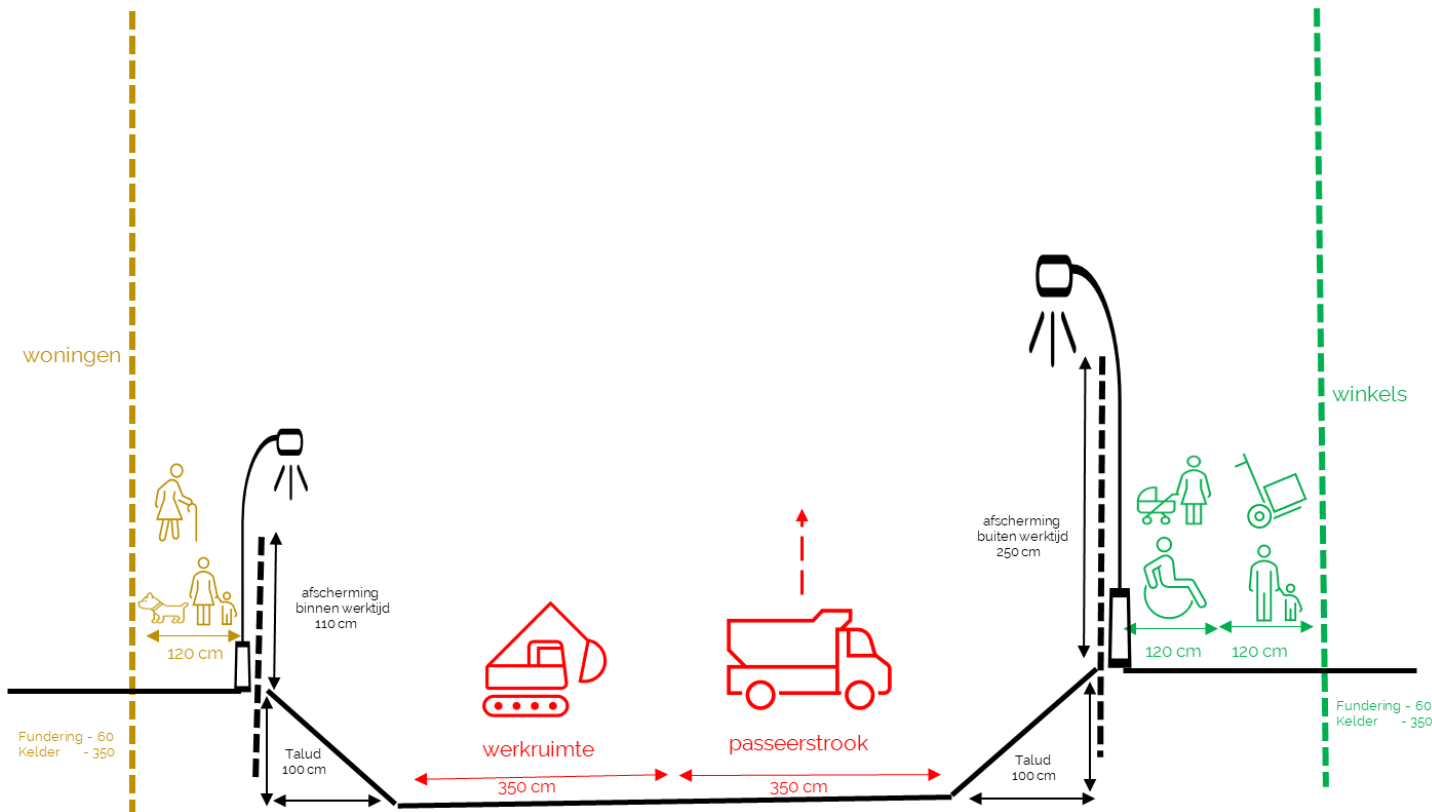 woningen
winkels
afscherming
buiten werktijd
250 cm
afscherming
binnen werktijd
110 cm
120 cm
120 cm
120 cm
Fundering - 60
Kelder - 350
Talud
100 cm
werkruimte
350 cm
passeerstrook
350 cm
Talud
100 cm
Fundering - 60
Kelder - 350